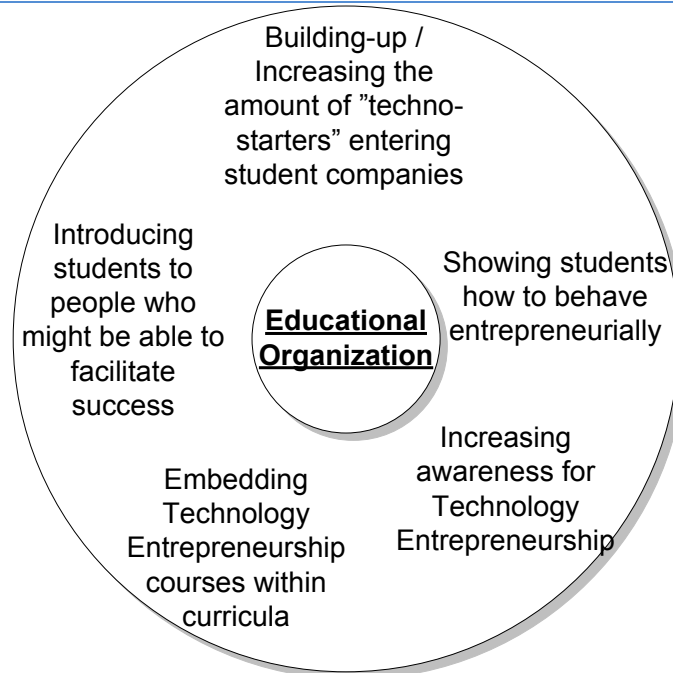 Building-up /
Increasing the
amount of ”techno-
starters” entering
student companies
Introducing
students to
people who
might be able to
facilitate
success
Showing students
how to behave
entrepreneurially
Educational
Organization
Increasing
awareness for
Technology
Entrepreneurship
Embedding
Technology
Entrepreneurship
courses within
curricula